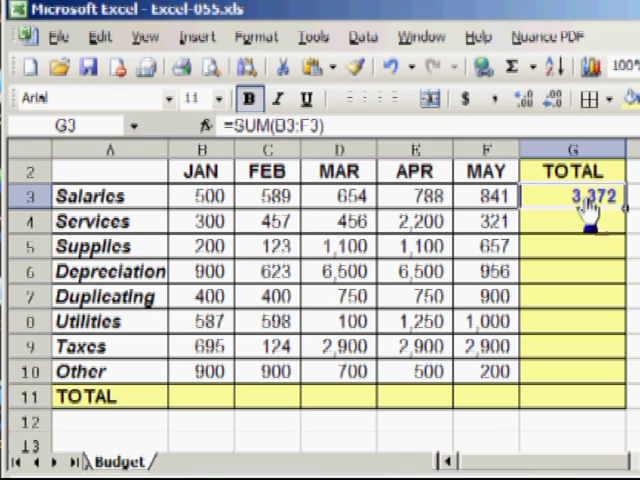 Microsoft Excel - Excel-055.xls
File Edit View Insert Format Tools Data Window Help Nuance PDF
Σ 100%
Arial 11 B I U $ ,
G3 fx =SUM(B3:F3)
A B C D E F G
2 JAN FEB MAR APR MAY TOTAL
3 Salaries 500 589 654 788 841 3,372
4 Services 300 457 456 2,200 321
5 Supplies 200 123 1,100 1,100 657
6 Depreciation 900 623 6,500 6,500 956
7 Duplicating 400 400 750 750 900
8 Utilities 587 598 100 1,250 1,000
9 Taxes 695 124 2,900 2,900 2,900
10 Other 900 900 700 500 200
11 TOTAL
12
13
Budget